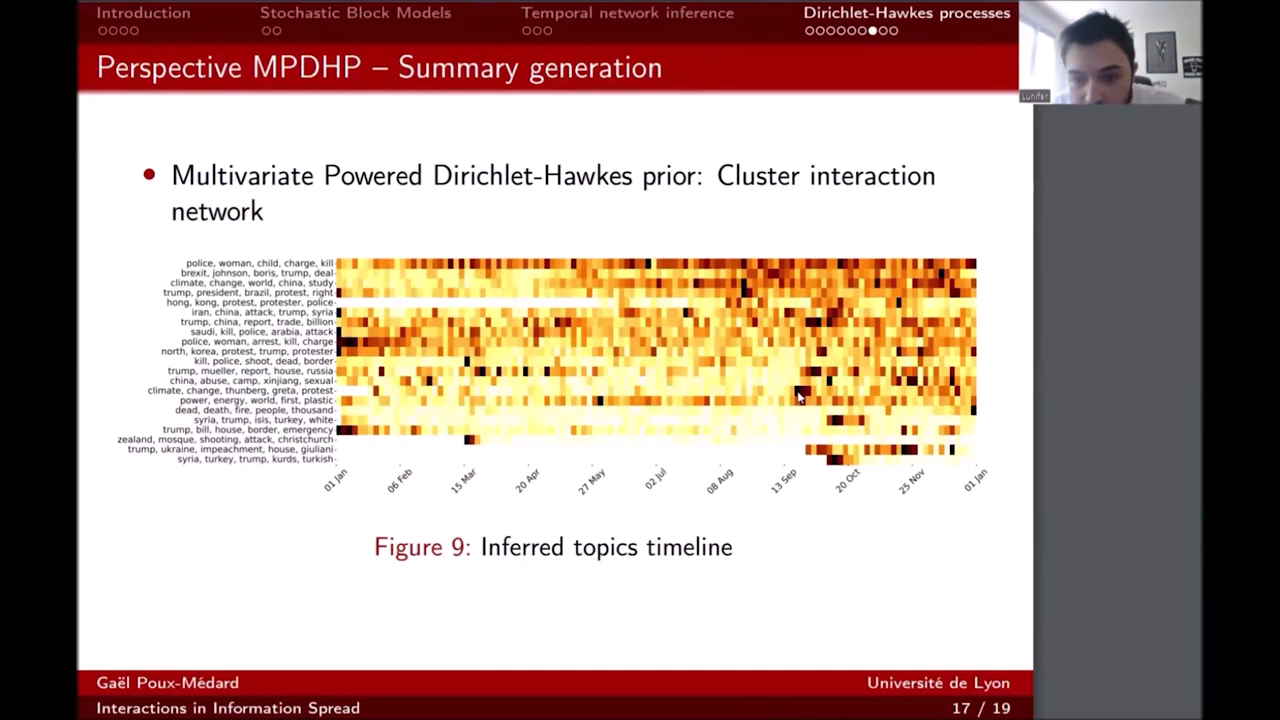 Introduction
Stochastic Block Models
Temporal network inference
Dirichlet-Hawkes processes
Perspective MPDHP – Summary generation
Lunifer
• Multivariate Powered Dirichlet-Hawkes prior: Cluster interaction
network
police, woman, child, charge, kill
brexit, johnson, boris, trump, deal
climate, change, world, china, study
trump, president, brazil, protest, right
hong, kong, protest, protester, police
iran, china, attack, trump, syria
trump, china, report, trade, billion
saudi, kill, police, arabia, attack
police, woman, arrest, kill, charge
north, korea, protest, trump, protester
kill, police, shoot, dead, border
trump, mueller, report, house, russia
china, abuse, camp, xinjiang, sexual
climate, change, thunberg, greta, protest
power, energy, world, first, plastic
dead, death, fire, people, thousand
syria, trump, isis, turkey, white
trump, bill, house, border, emergency
zealand, mosque, shooting, attack, christchurch
trump, ukraine, impeachment, house, giuliani
syria, turkey, trump, kurds, turkish
01 Jan
06 Feb
15 Mar
20 Apr
27 May
02 Jul
08 Aug
13 Sep
20 Oct
25 Nov
01 Jan
Figure 9: Inferred topics timeline
Gaël Poux-Médard
Université de Lyon
Interactions in Information Spread
17 / 19